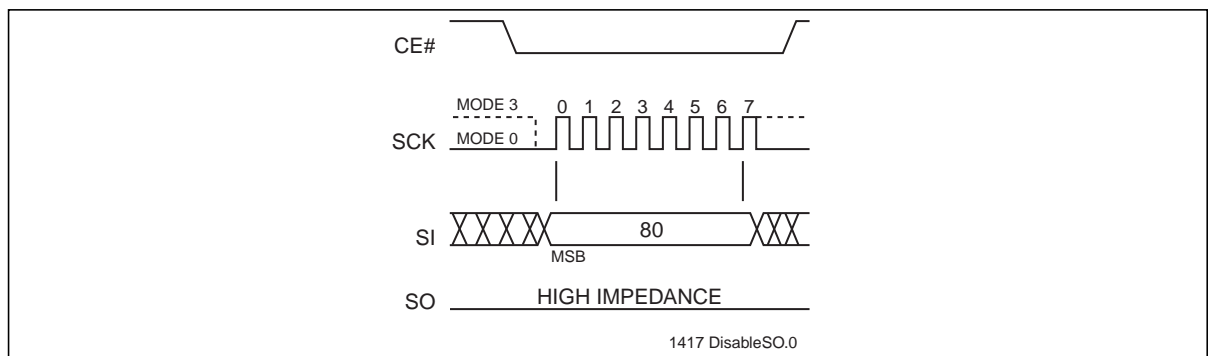 CE#
MODE 3 0 1 2 3 4 5 6 7
SCK MODE 0
SI 80
MSB
SO HIGH IMPEDANCE
1417 DisableSO.0